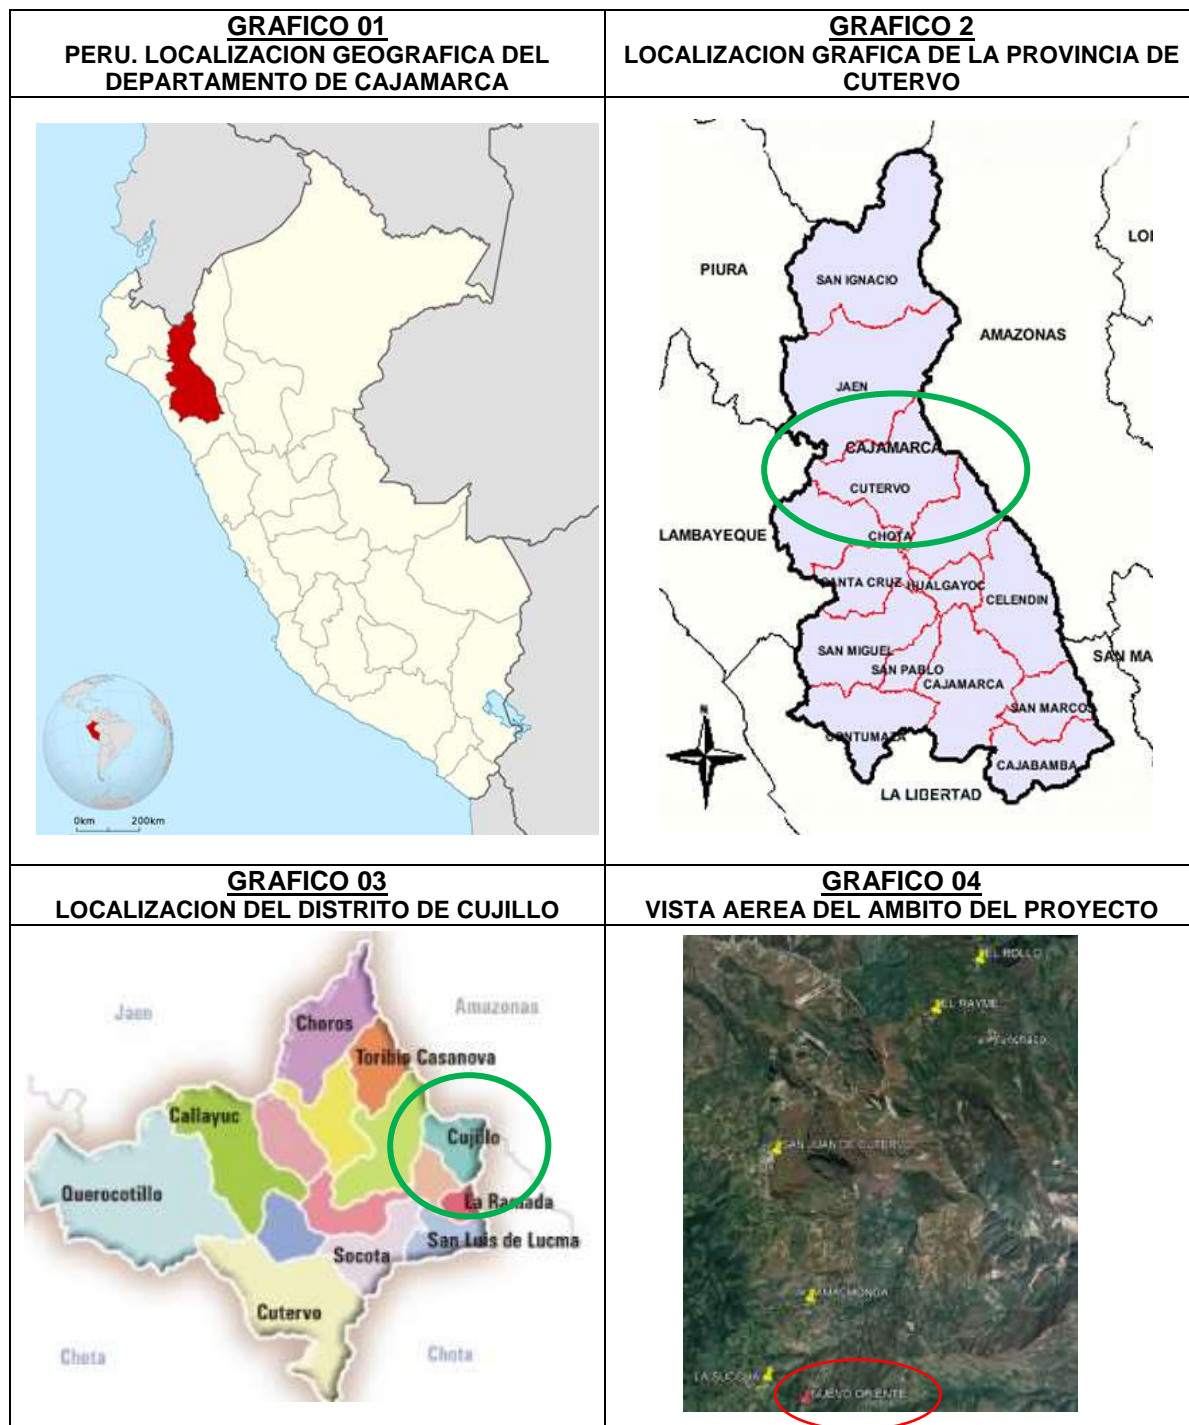 GRAFICO 01
PERU. LOCALIZACION GEOGRAFICA DEL
DEPARTAMENTO DE CAJAMARCA
0km 200km
GRAFICO 2
LOCALIZACION GRAFICA DE LA PROVINCIA DE
CUTERVO
PIURA
SAN IGNACIO
AMAZONAS
JAEN
CAJAMARCA
CUTERVO
LAMBAYEQUE
CHOTA
SANTA CRUZ
HUALGAYOC
CELENDIN
SAN MIGUEL
SAN PABLO
SAN MA
CAJAMARCA
SAN MARCOS
N
CONTUMAZA
CAJABAMBA
LA LIBERTAD
GRAFICO 03
LOCALIZACION DEL DISTRITO DE CUJILLO
Jaen
Amazonas
Choros
Toribio Casanova
Callayuc
Cujillo
Querocotillo
La Ramada
San Luis de Lucma
Socota
Cutervo
Chota
Chota
GRAFICO 04
VISTA AEREA DEL AMBITO DEL PROYECTO
EL ROLLO
EL RAYME
SAN JUAN DE CUTERVO
LA SUCCHA
NUEVO ORIENTE